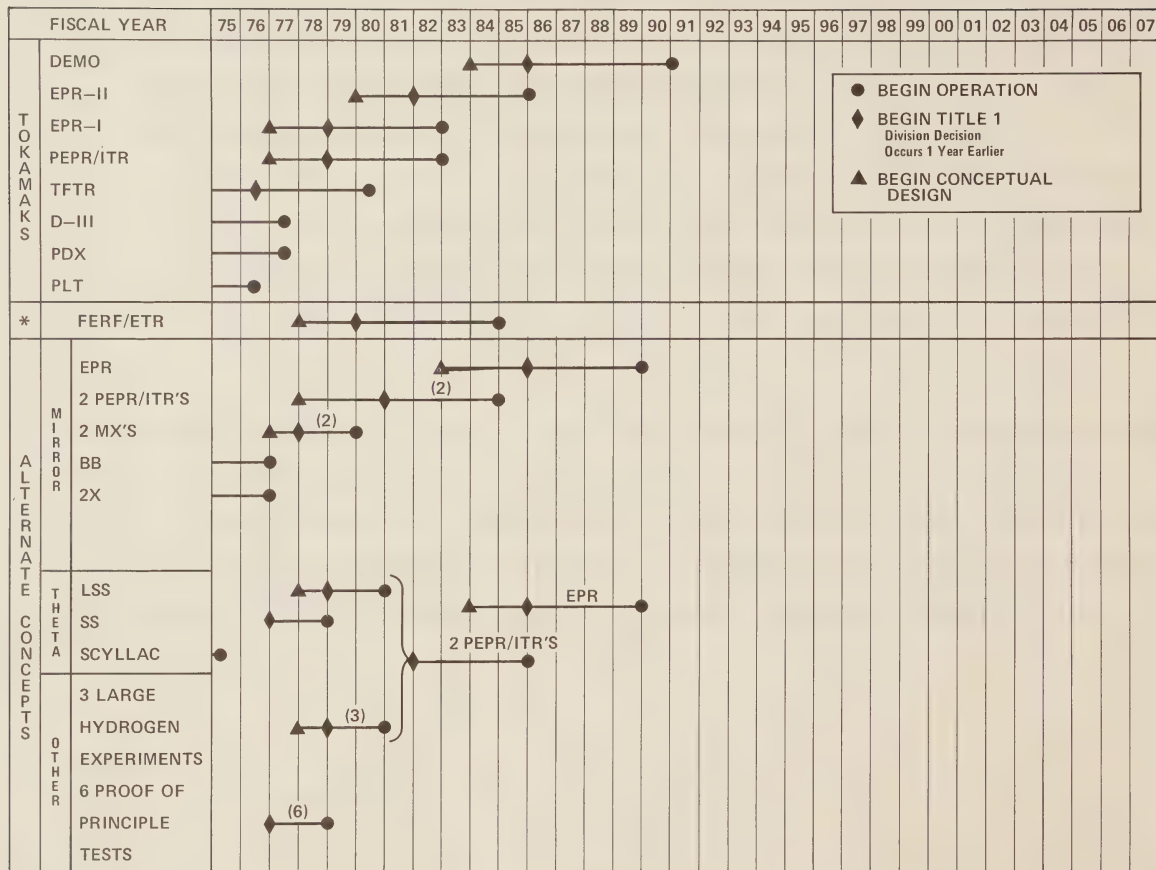 FISCAL YEAR 75 76 77 78 79 80 81 82 83 84 85 86 87 88 89 90 91 92 93 94 95 96 97 98 99 00 01 02 03 04 05 06 07
TOKAMAKS
DEMO
EPR-II
EPR-I
PEPR/ITR
TFTR
D-III
PDX
PLT
BEGIN OPERATION
BEGIN TITLE 1
Division Decision
Occurs 1 Year Earlier
BEGIN CONCEPTUAL
DESIGN
* FERF/ETR
ALTERNATE CONCEPTS
MIRROR
EPR
2 PEPR/ITR'S (2)
2 MX'S (2)
BB
2X
THETA
LSS
SS
SCYLLAC
EPR
2 PEPR/ITR'S
OTHER
3 LARGE
HYDROGEN (3)
EXPERIMENTS
6 PROOF OF
PRINCIPLE (6)
TESTS